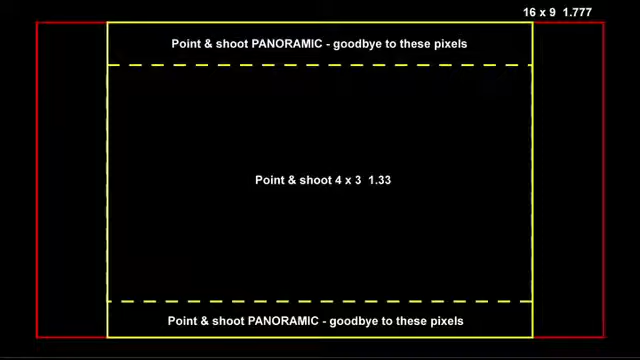 16 x 9 1.777
Point & shoot PANORAMIC - goodbye to these pixels
Point & shoot 4 x 3 1.33
Point & shoot PANORAMIC - goodbye to these pixels